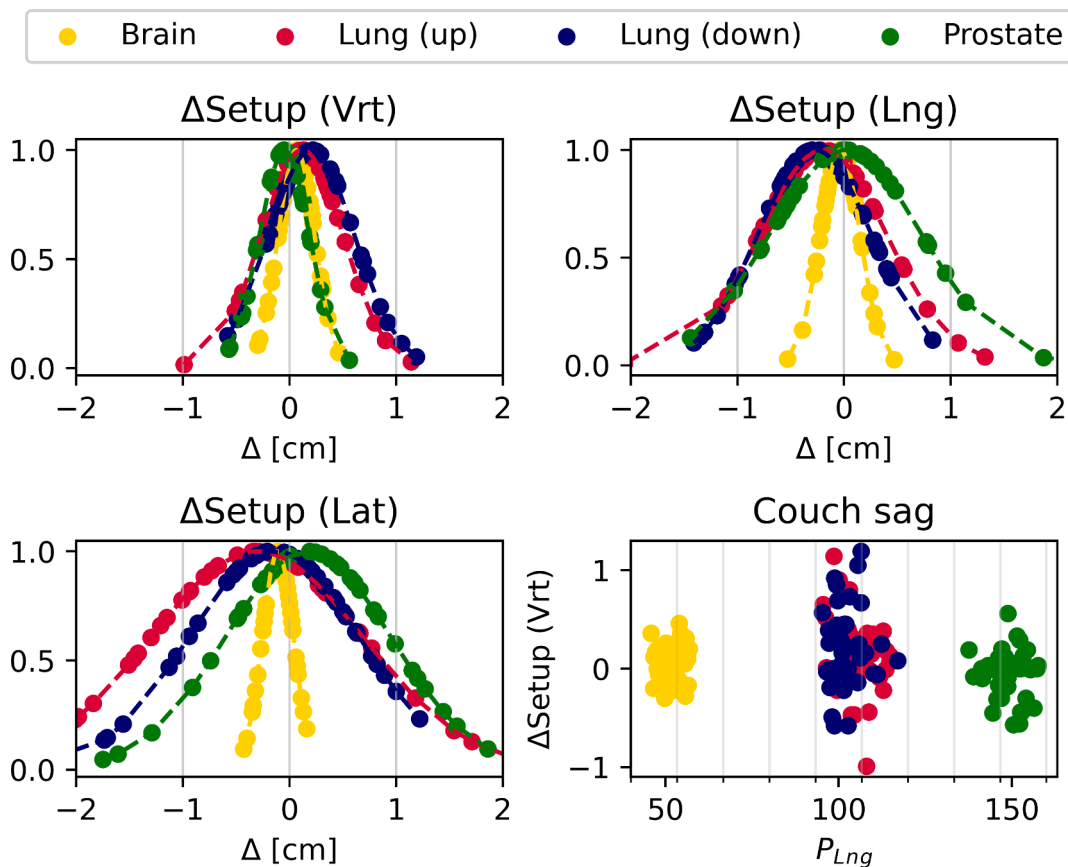 Brain Lung (up) Lung (down) Prostate
ΔSetup (Vrt)
1.0
0.5
0.0
−2 −1 0 1 2
Δ [cm]
ΔSetup (Lng)
1.0
0.5
0.0
−2 −1 0 1 2
Δ [cm]
ΔSetup (Lat)
1.0
0.5
0.0
−2 −1 0 1 2
Δ [cm]
Couch sag
ΔSetup (Vrt)
1
0
−1
50 100 150
P_Lng